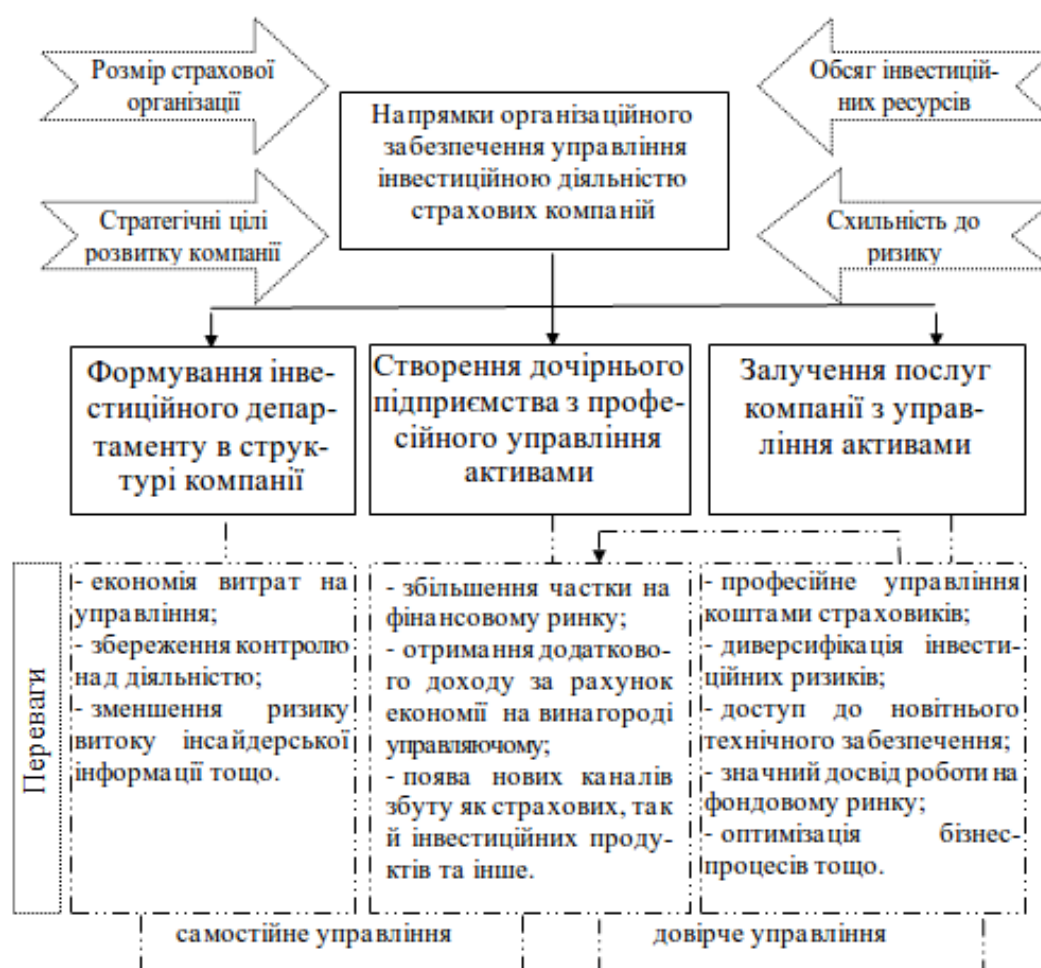 Розмір страхової
організації
Обсяг інвестицій-
них ресурсів
Напрямки організаційного
забезпечення управління
інвестиційною діяльністю
страхових компаній
Стратегічні цілі
розвитку компанії
Схильність до
ризику
Формування інве-
стиційного депар-
таменту в струк-
турі компанії
Створення дочірнього
підприємства з профе-
сійного управління
активами
Залучення послуг
компанії з управ-
ління активами
Переваги
- економія витрат на
управління;
- збереження контролю
над діяльністю;
- зменшення ризику
витоку інсайдерської
інформації тощо.
- збільшення частки на
фінансовому ринку;
- отримання додатково-
го доходу за рахунок
економії на винагороді
управляючому;
- поява нових каналів
збуту як страхових, так
й інвестиційних проду-
ктів та інше.
- професійне управління
коштами страховиків;
- диверсифікація інвести-
ційних ризиків;
- доступ до новітнього
технічного забезпечення;
- значний досвід роботи на
фондовому ринку;
- оптимізація бізнес-
процесів тощо.
самостійне управління
довірче управління